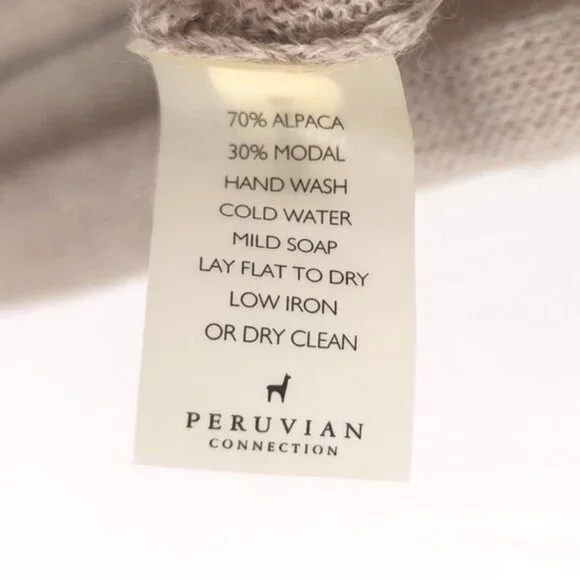 70% ALPACA
30% MODAL
HAND WASH
COLD WATER
MILD SOAP
LAY FLAT TO DRY
LOW IRON
OR DRY CLEAN
PERUVIAN
CONNECTION